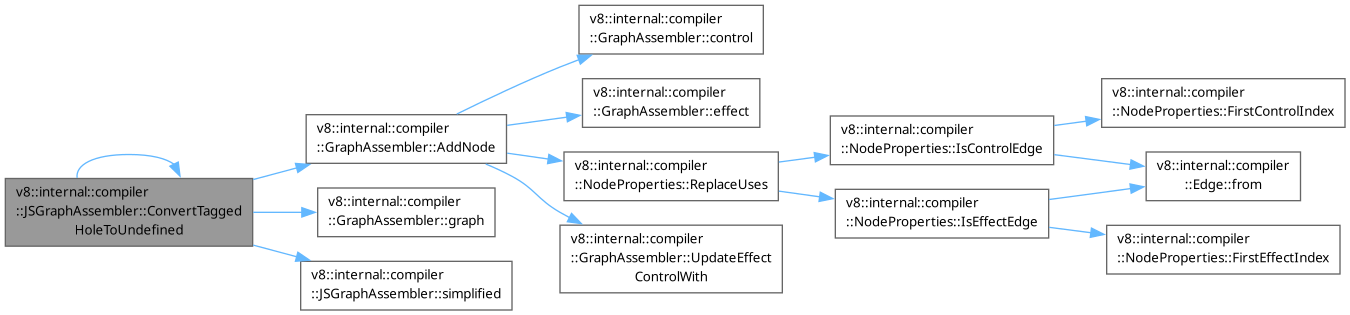 v8::internal::compiler
::JSGraphAssembler::ConvertTagged
HoleToUndefined
v8::internal::compiler
::GraphAssembler::AddNode
v8::internal::compiler
::GraphAssembler::graph
v8::internal::compiler
::JSGraphAssembler::simplified
v8::internal::compiler
::GraphAssembler::control
v8::internal::compiler
::GraphAssembler::effect
v8::internal::compiler
::NodeProperties::ReplaceUses
v8::internal::compiler
::GraphAssembler::UpdateEffect
ControlWith
v8::internal::compiler
::NodeProperties::IsControlEdge
v8::internal::compiler
::NodeProperties::IsEffectEdge
v8::internal::compiler
::NodeProperties::FirstControlIndex
v8::internal::compiler
::Edge::from
v8::internal::compiler
::NodeProperties::FirstEffectIndex